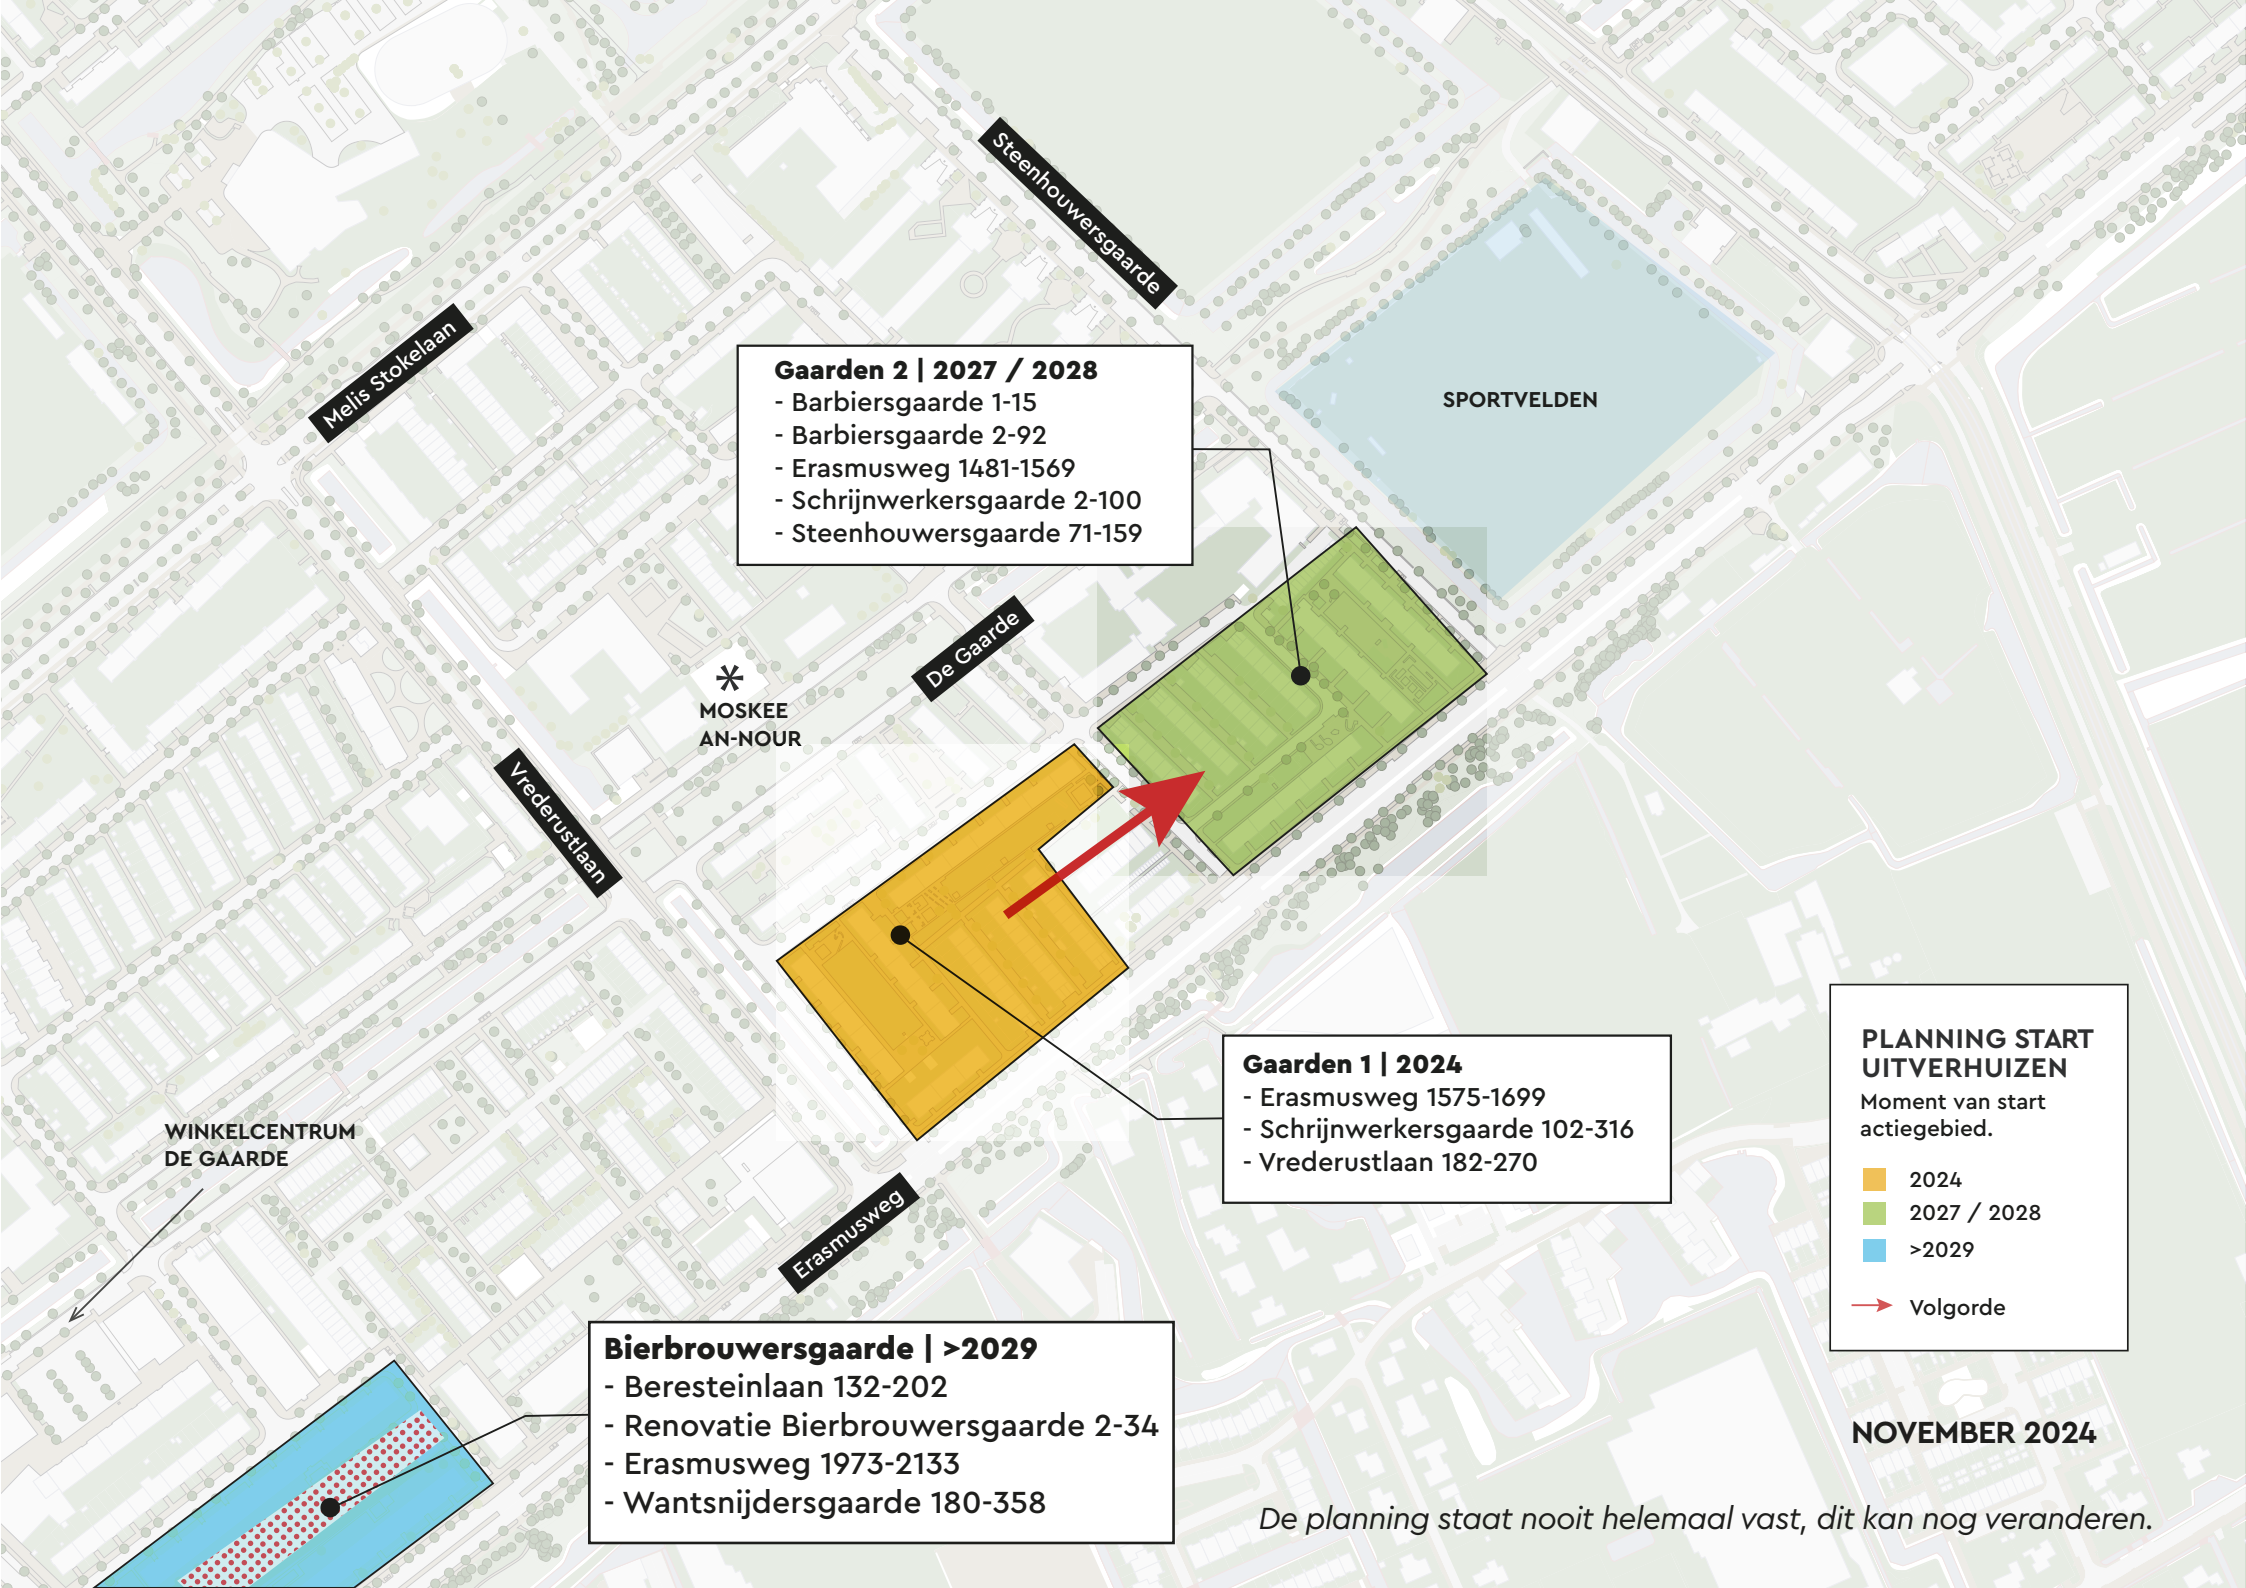 Steenhouwersgaarde
Melis Stokelaan
Gaarden 2 | 2027 / 2028
- Barbiersgaarde 1-15
- Barbiersgaarde 2-92
- Erasmusweg 1481-1569
- Schrijnwerkersgaarde 2-100
- Steenhouwersgaarde 71-159
SPORTVELDEN
De Gaarde
MOSKEE
AN-NOUR
Vrederustlaan
Gaarden 1 | 2024
- Erasmusweg 1575-1699
- Schrijnwerkersgaarde 102-316
- Vrederustlaan 182-270
WINKELCENTRUM
DE GAARDE
Erasmusweg
Bierbrouwersgaarde | >2029
- Beresteinlaan 132-202
- Renovatie Bierbrouwersgaarde 2-34
- Erasmusweg 1973-2133
- Wantsnijdersgaarde 180-358
PLANNING START
UITVERHUIZEN
Moment van start
actiegebied.
2024
2027 / 2028
>2029
Volgorde
NOVEMBER 2024
De planning staat nooit helemaal vast, dit kan nog veranderen.